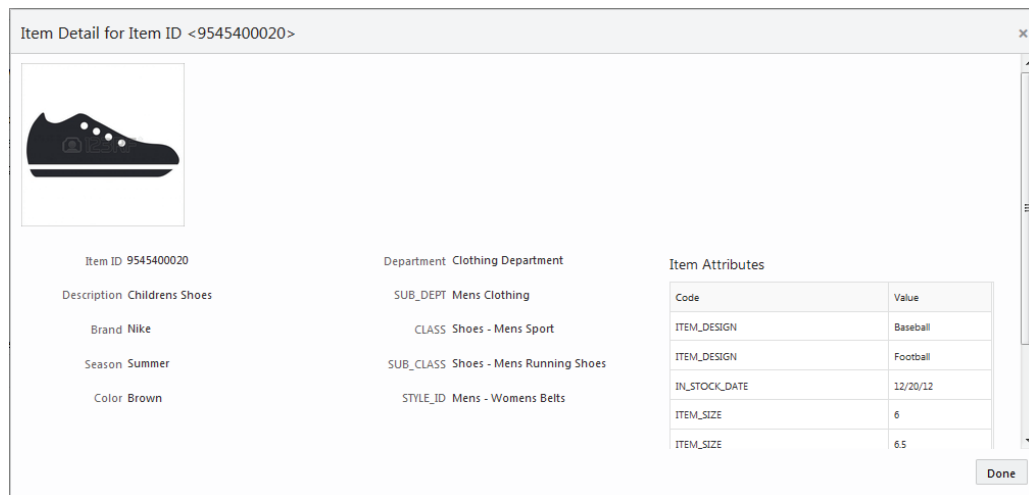 Item Detail for Item ID <9545400020>
×
Item ID 9545400020
Description Childrens Shoes
Brand Nike
Season Summer
Color Brown
Department Clothing Department
SUB_DEPT Mens Clothing
CLASS Shoes - Mens Sport
SUB_CLASS Shoes - Mens Running Shoes
STYLE_ID Mens - Womens Belts
Item Attributes
Code Value
ITEM_DESIGN Baseball
ITEM_DESIGN Football
IN_STOCK_DATE 12/20/12
ITEM_SIZE 6
ITEM_SIZE 6.5
Done